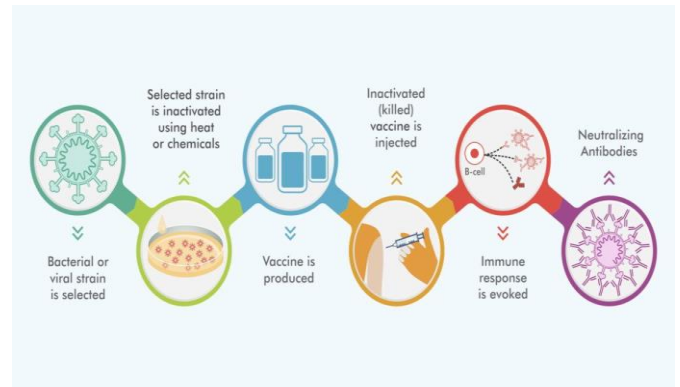 Bacterial or
viral strain
is selected
Selected strain
is inactivated
using heat
or chemicals
Vaccine is
produced
Inactivated
(killed)
vaccine is
injected
B-cell
Immune
response
is evoked
Neutralizing
Antibodies